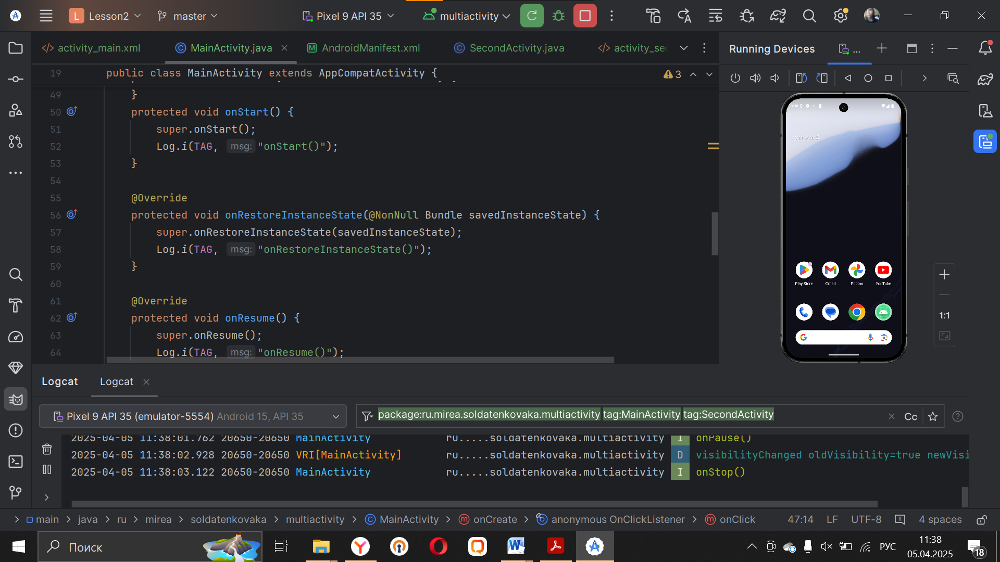 L Lesson2 master Pixel 9 API 35 multiactivity
activity_main.xml MainActivity.java AndroidManifest.xml SecondActivity.java activity_sec
Running Devices ...
19 public class MainActivity extends AppCompatActivity { 3
49 }
50 protected void onStart() {
51 super.onStart();
52 Log.i(TAG, msg: "onStart()");
53 }
54
55 @Override
56 protected void onRestoreInstanceState(@NonNull Bundle savedInstanceState) {
57 super.onRestoreInstanceState(savedInstanceState);
58 Log.i(TAG, msg: "onRestoreInstanceState()");
59 }
60
61 @Override
62 protected void onResume() {
63 super.onResume();
64 Log.i(TAG, msg: "onResume()");
Sat, Apr 5
Play Store Gmail Photos YouTube
1:1
Logcat Logcat
Pixel 9 API 35 (emulator-5554) Android 15, API 35
package:ru.mirea.soldatenkovaka.multiactivity tag:MainActivity tag:SecondActivity Cc ?
2025-04-05 11:38:01.762 20650-20650 MainActivity ru.....soldatenkovaka.multiactivity I onPause()
2025-04-05 11:38:02.928 20650-20650 VRI[MainActivity] ru.....soldatenkovaka.multiactivity D visibilityChanged oldVisibility=true newVisi
2025-04-05 11:38:03.122 20650-20650 MainActivity ru.....soldatenkovaka.multiactivity I onStop()
main > java > ru > mirea > soldatenkovaka > multiactivity > MainActivity > onCreate > anonymous OnClickListener > onClick 47:14 LF UTF-8 4 spaces
Поиск
РУС
11:38
05.04.2025
18